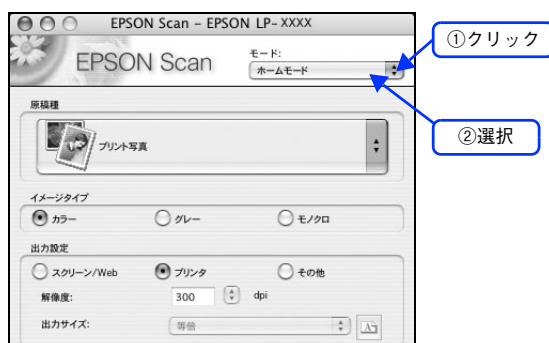 EPSON Scan – EPSON LP-XXXX
EPSON Scan
モード:
ホームモード
①クリック
②選択
原稿種
プリント写真
イメージタイプ
カラー グレー モノクロ
出力設定
スクリーン/Web プリンタ その他
解像度: 300 dpi
出力サイズ: 等倍